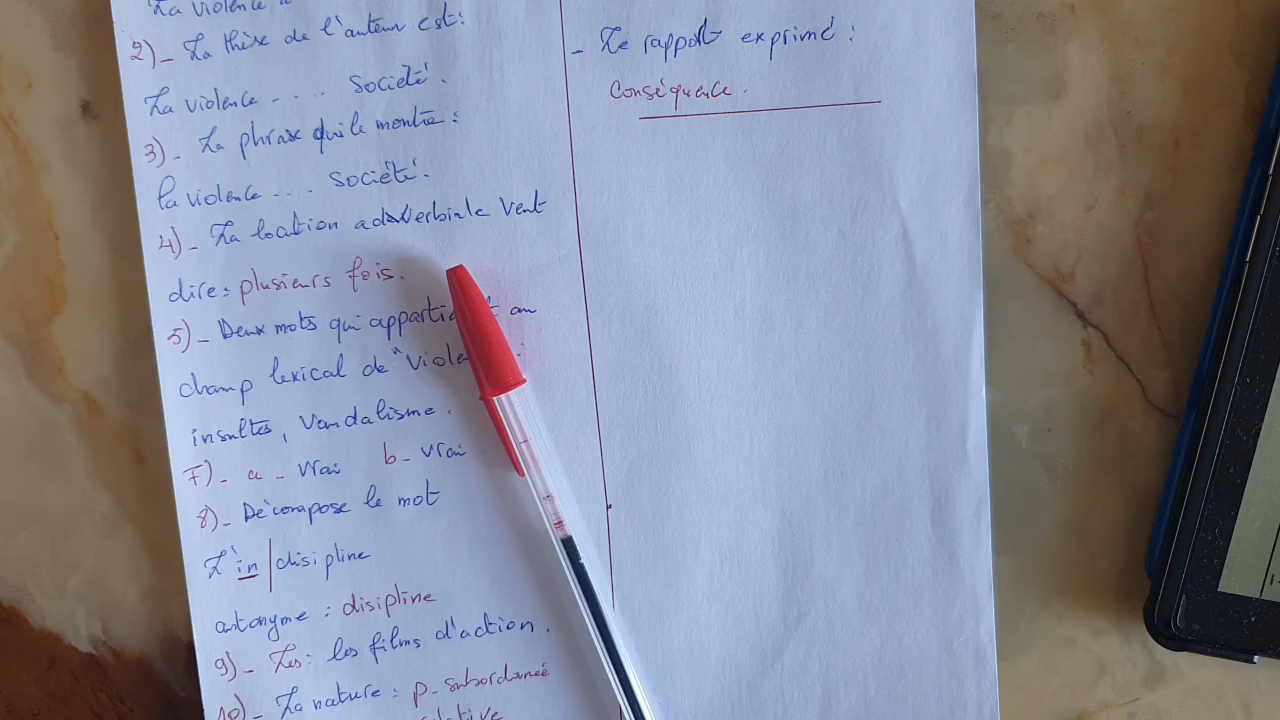 La violence
2)_ La thèse de l'auteur est:
La violence .... Société.
3)_ La phrase qui le montre :
la violence .... Société.
4)_ La location adverbiale Veut
dire: plusieurs fois.
5)_ Deux mots qui au
champ lexical de "
insultes, Vandalisme.
7)_ a_ Vrai b_ Vrai
8)_ Décompose le mot
L'in/disipline
antonyme : disipline
9)_ Les: les films d'action.
10)_ La nature : p_ subordonnée
_ Le rapport exprimé :
Conséquence.